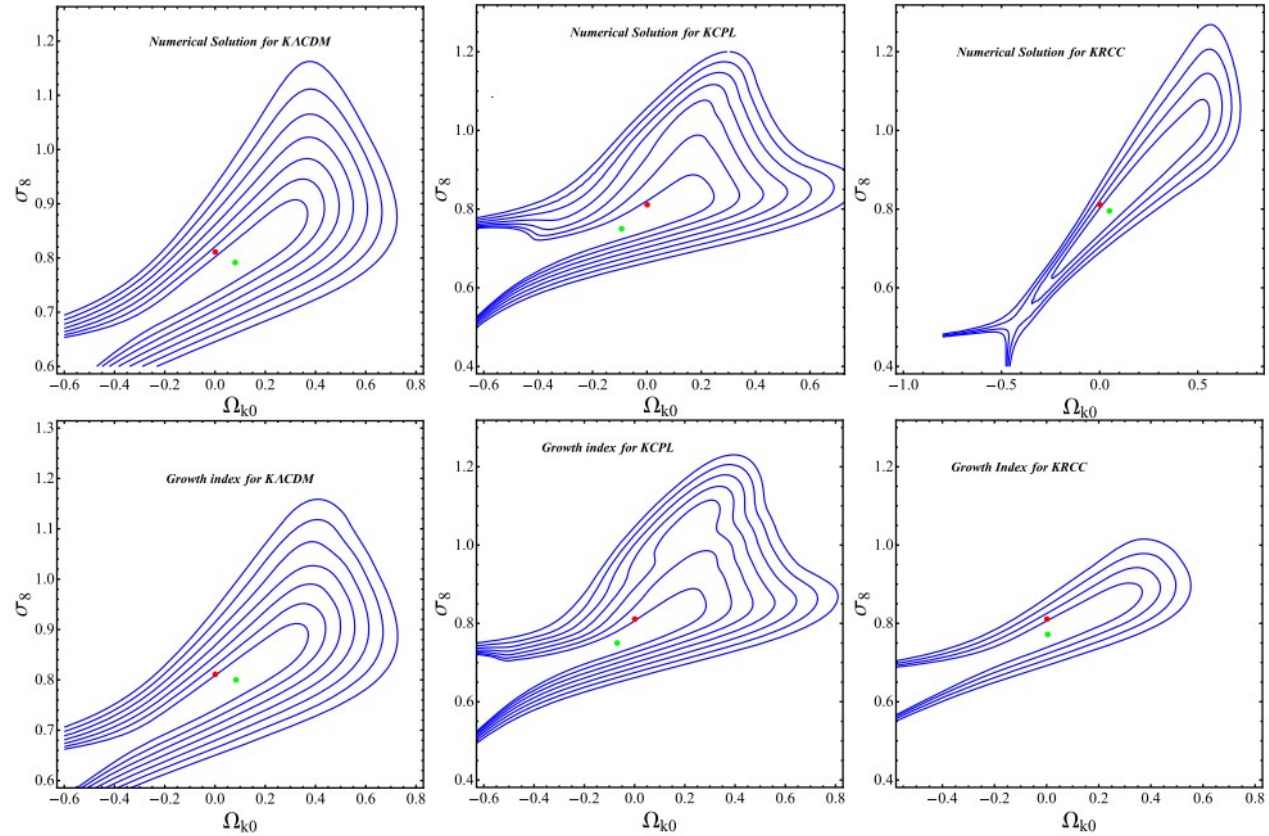 Numerical Solution for KΛCDM
σ8
1.2
1.1
1.0
0.9
0.8
0.7
0.6
−0.6 −0.4 −0.2 0.0 0.2 0.4 0.6 0.8
Ωk0
Numerical Solution for KCPL
σ8
1.2
1.0
0.8
0.6
0.4
−0.6 −0.4 −0.2 0.0 0.2 0.4 0.6 0.8
Ωk0
Numerical Solution for KRCC
σ8
1.2
1.0
0.8
0.6
0.4
−1.0 −0.5 0.0 0.5
Ωk0
Growth index for KΛCDM
σ8
1.3
1.2
1.1
1.0
0.9
0.8
0.7
0.6
−0.6 −0.4 −0.2 0.0 0.2 0.4 0.6 0.8
Ωk0
Growth index for KCPL
σ8
1.2
1.0
0.8
0.6
0.4
−0.6 −0.4 −0.2 0.0 0.2 0.4 0.6 0.8
Ωk0
Growth Index for KRCC
σ8
1.2
1.0
0.8
0.6
0.4
−0.4 −0.2 0.0 0.2 0.4 0.6 0.8
Ωk0